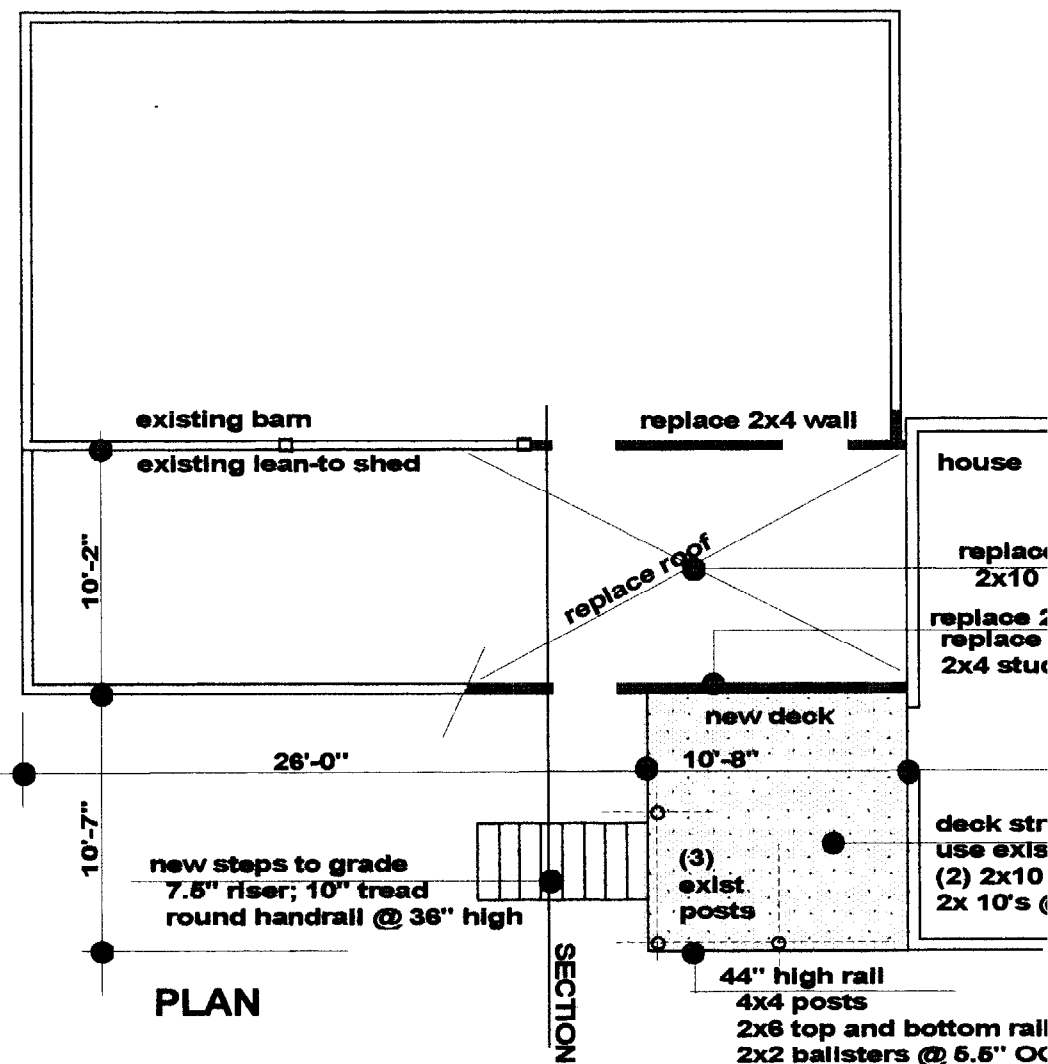 existing barn
replace 2x4 wall
existing lean-to shed
house
10'-2"
replace roof
replace
2x10
replace 2
replace
2x4 stud
new deck
26'-0"
10'-8"
10'-7"
new steps to grade
7.5" riser; 10" tread
round handrail @ 36" high
(3)
exist
posts
deck str
use exis
(2) 2x10
2x 10's @
SECTION
PLAN
44" high rail
4x4 posts
2x6 top and bottom rail
2x2 balisters @ 5.5" OC